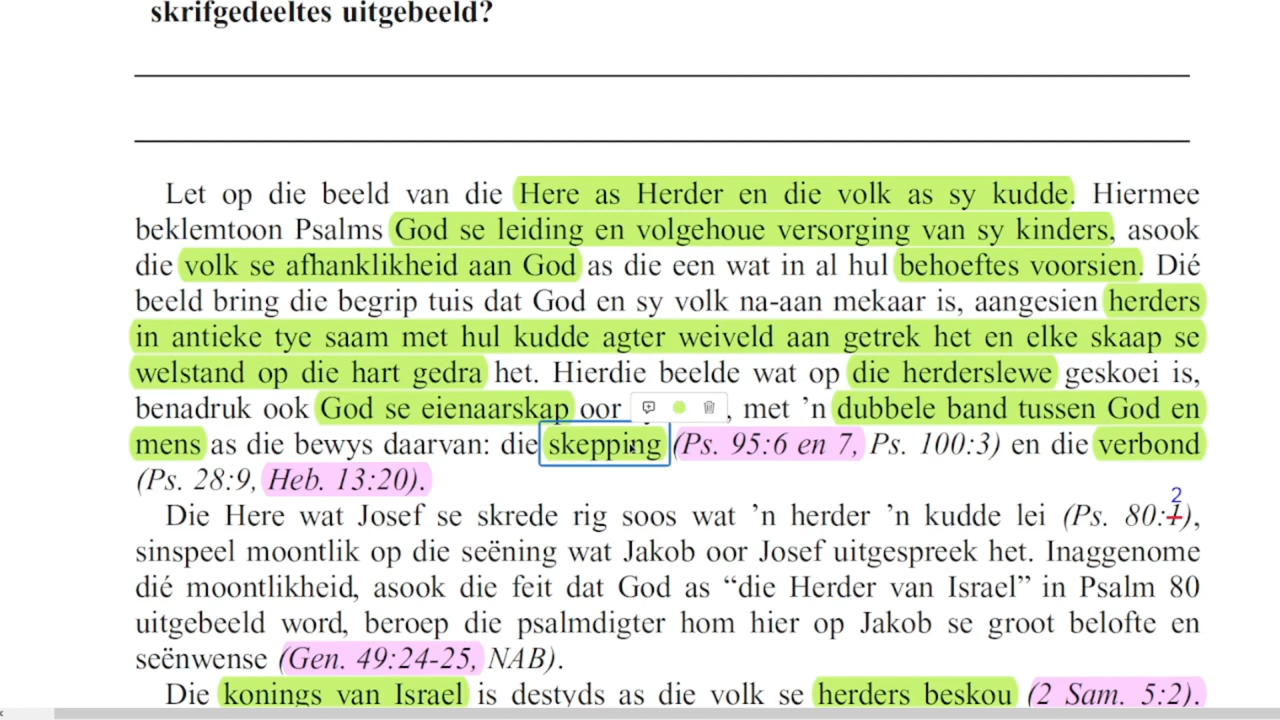 skrifgedeeltes uitgebeeld?
Let op die beeld van die Here as Herder en die volk as sy kudde. Hiermee
beklemtoon Psalms God se leiding en volgehoue versorging van sy kinders, asook
die volk se afhanklikheid aan God as die een wat in al hul behoeftes voorsien. Dié
beeld bring die begrip tuis dat God en sy volk na-aan mekaar is, aangesien herders
in antieke tye saam met hul kudde agter weiveld aan getrek het en elke skaap se
welstand op die hart gedra het. Hierdie beelde wat op die herderslewe geskoei is,
benadruk ook God se eienaarskap oor , met ’n dubbele band tussen God en
mens as die bewys daarvan: die skepping (Ps. 95:6 en 7, Ps. 100:3) en die verbond
(Ps. 28:9, Heb. 13:20).
2
Die Here wat Josef se skrede rig soos wat ’n herder ’n kudde lei (Ps. 80:1),
sinspeel moontlik op die seëning wat Jakob oor Josef uitgespreek het. Inaggenome
dié moontlikheid, asook die feit dat God as “die Herder van Israel” in Psalm 80
uitgebeeld word, beroep die psalmdigter hom hier op Jakob se groot belofte en
seënwense (Gen. 49:24-25, NAB).
Die konings van Israel is destyds as die volk se herders beskou (2 Sam. 5:2).